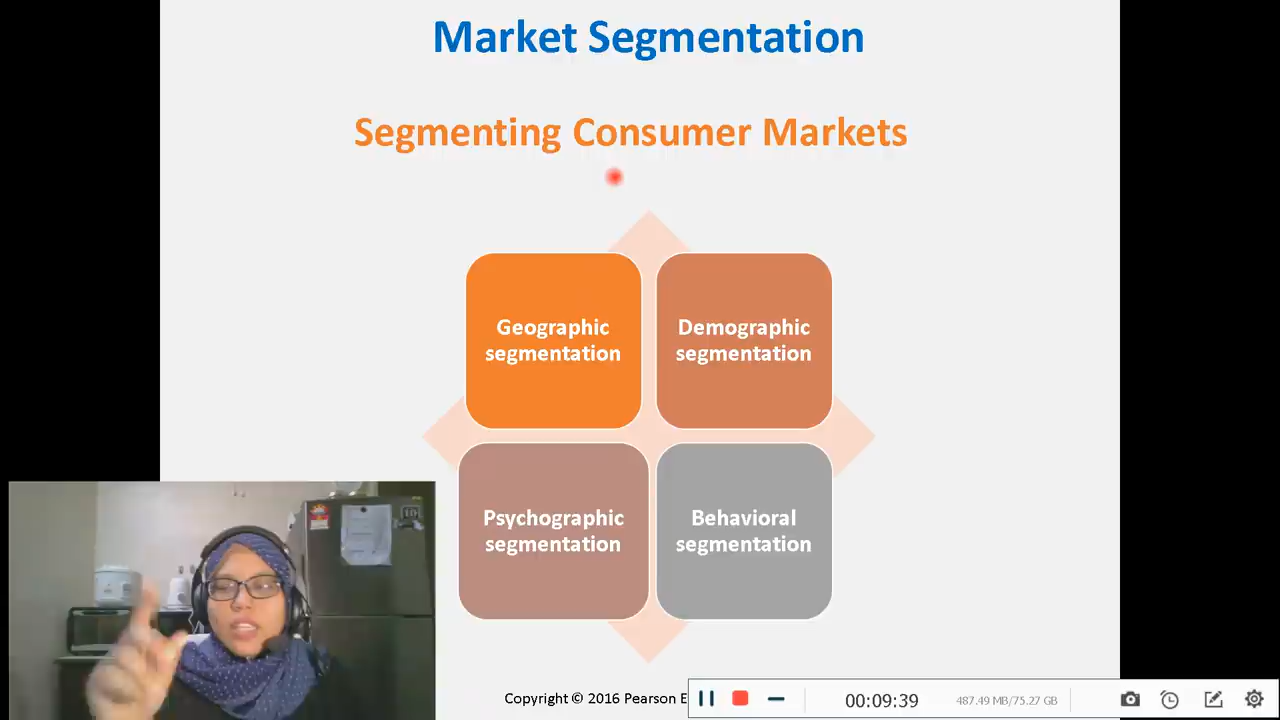 Market Segmentation
Segmenting Consumer Markets
Geographic
segmentation
Demographic
segmentation
Psychographic
segmentation
Behavioral
segmentation
Copyright © 2016 Pearson
00:09:39
487.49 MB/75.27 GB